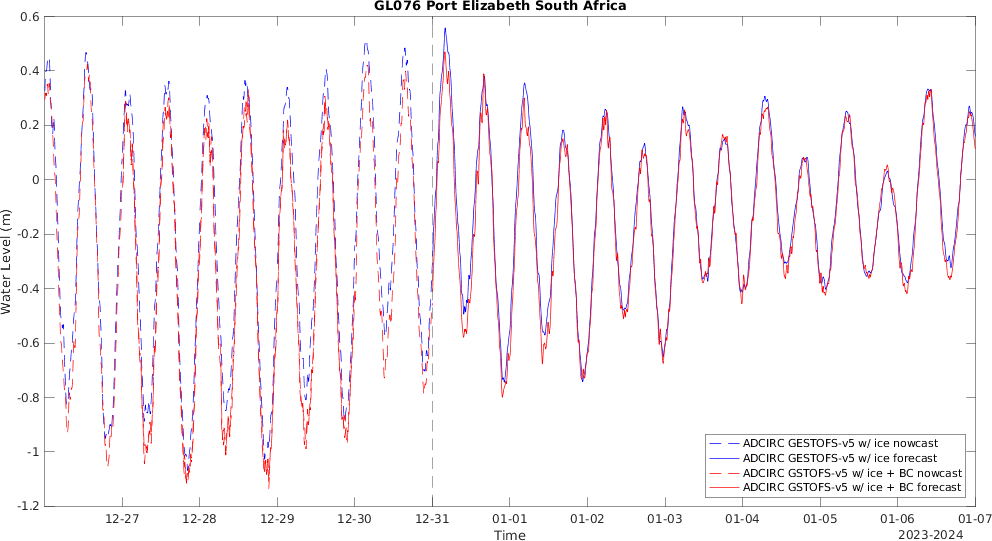 GL076 Port Elizabeth South Africa
0.6
0.4
0.2
0
-0.2
-0.4
-0.6
-0.8
-1
-1.2
Water Level (m)
ADCIRC GESTOFS-v5 w/ ice nowcast
ADCIRC GESTOFS-v5 w/ ice forecast
ADCIRC GSTOFS-v5 w/ ice + BC nowcast
ADCIRC GSTOFS-v5 w/ ice + BC forecast
12-27 12-28 12-29 12-30 12-31 01-01 01-02 01-03 01-04 01-05 01-06 01-07
Time
2023-2024